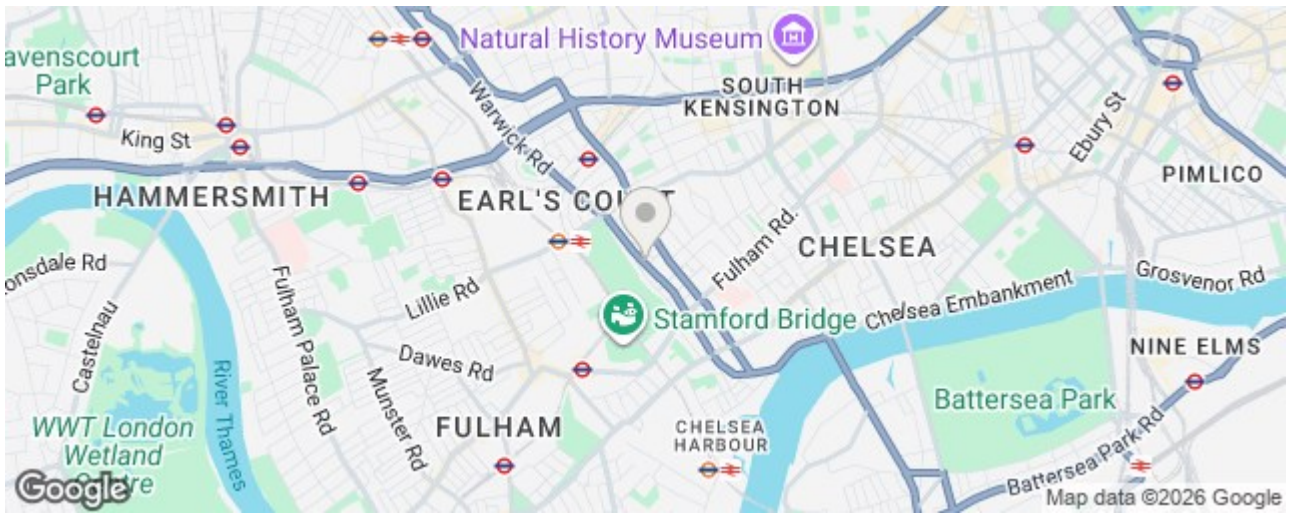 Natural History Museum
avenscourt
Park
SOUTH
KENSINGTON
Warwick Rd
Ebury St
King St
PIMLICO
HAMMERSMITH
EARL'S CO
T
Fulham Rd.
CHELSEA
onsdale Rd
Grosvenor Rd
Lillie Rd
Chelsea Embankment
Fulham Palace Rd
Castelnau
Stamford Bridge
NINE ELMS
Dawes Rd
River Thames
Munster Rd
Battersea Park
FULHAM
CHELSEA
HARBOUR
WWT London
Wetland
Centre
Battersea Park Rd
Google
Map data ©2026 Google